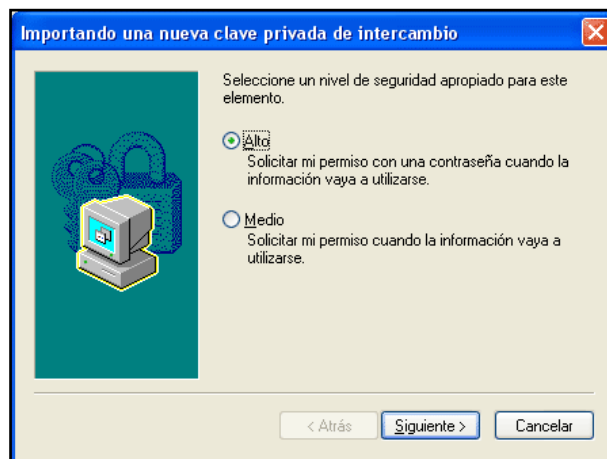 Importando una nueva clave privada de intercambio
Seleccione un nivel de seguridad apropiado para este
elemento.
Alto
Solicitar mi permiso con una contraseña cuando la
información vaya a utilizarse.
Medio
Solicitar mi permiso cuando la información vaya a
utilizarse.
< Atrás
Siguiente >
Cancelar